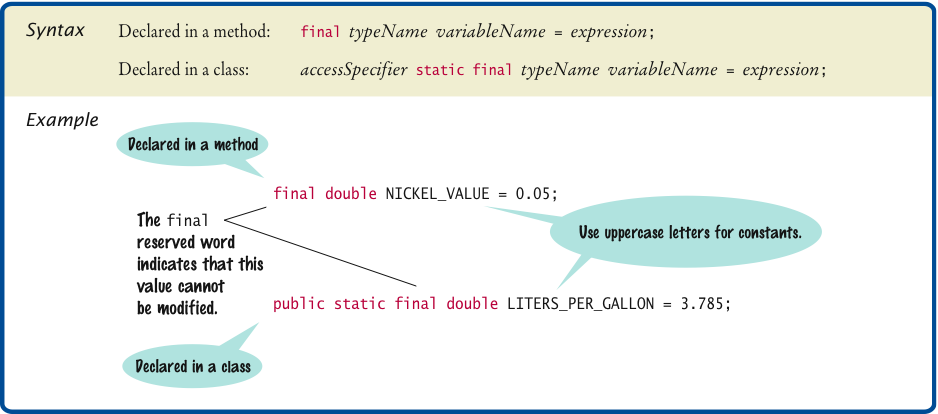 Syntax Declared in a method: final typeName variableName = expression;
Declared in a class: accessSpecifier static final typeName variableName = expression;
Example
Declared in a method
final double NICKEL_VALUE = 0.05;
The final
reserved word
indicates that this
value cannot
be modified.
Use uppercase letters for constants.
public static final double LITERS_PER_GALLON = 3.785;
Declared in a class